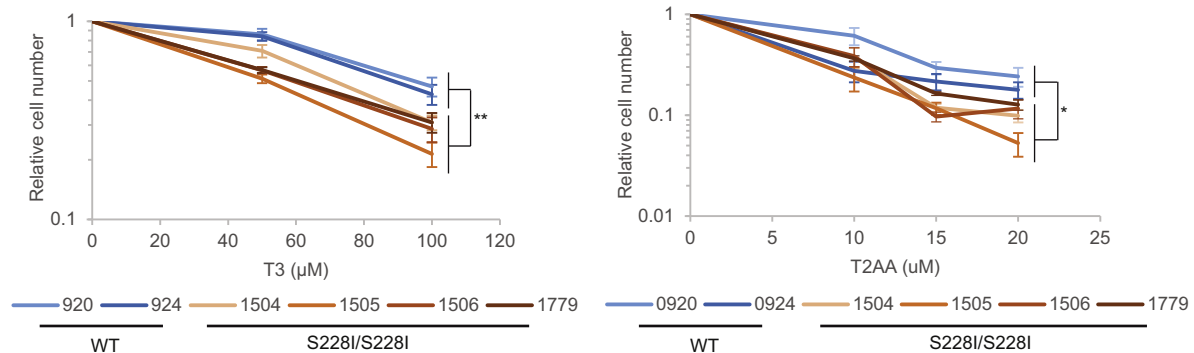 Relative cell number
1
0.1
**
0 20 40 60 80 100 120
T3 (µM)
920 924 1504 1505 1506 1779
WT S228I/S228I
Relative cell number
1
0.1
0.01
*
0 5 10 15 20 25
T2AA (uM)
0920 0924 1504 1505 1506 1779
WT S228I/S228I